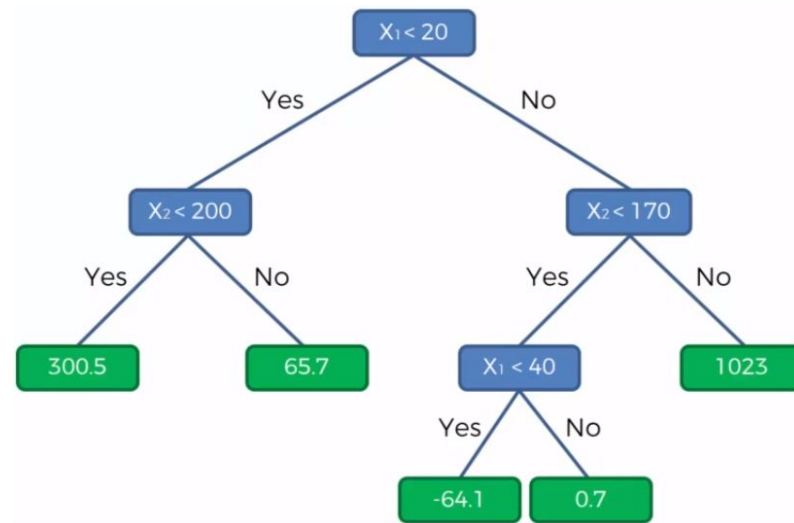 X₁ < 20
Yes
No
X₂ < 200
X₂ < 170
Yes
No
Yes
No
300.5
65.7
X₁ < 40
1023
Yes
No
-64.1
0.7